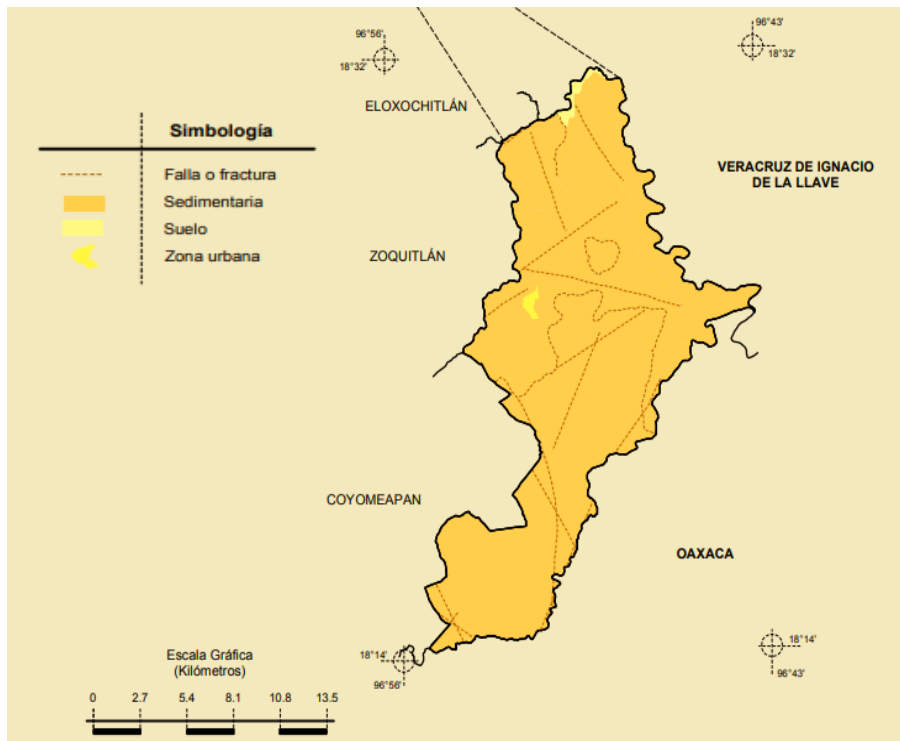 96°56'
18°32'
96°43'
18°32'
ELOXOCHITLÁN
Simbología
Falla o fractura
Sedimentaria
Suelo
Zona urbana
VERACRUZ DE IGNACIO
DE LA LLAVE
ZOQUITLÁN
COYOMEAPAN
OAXACA
18°14'
96°56'
18°14'
96°43'
Escala Gráfica
(Kilómetros)
0 2.7 5.4 8.1 10.8 13.5